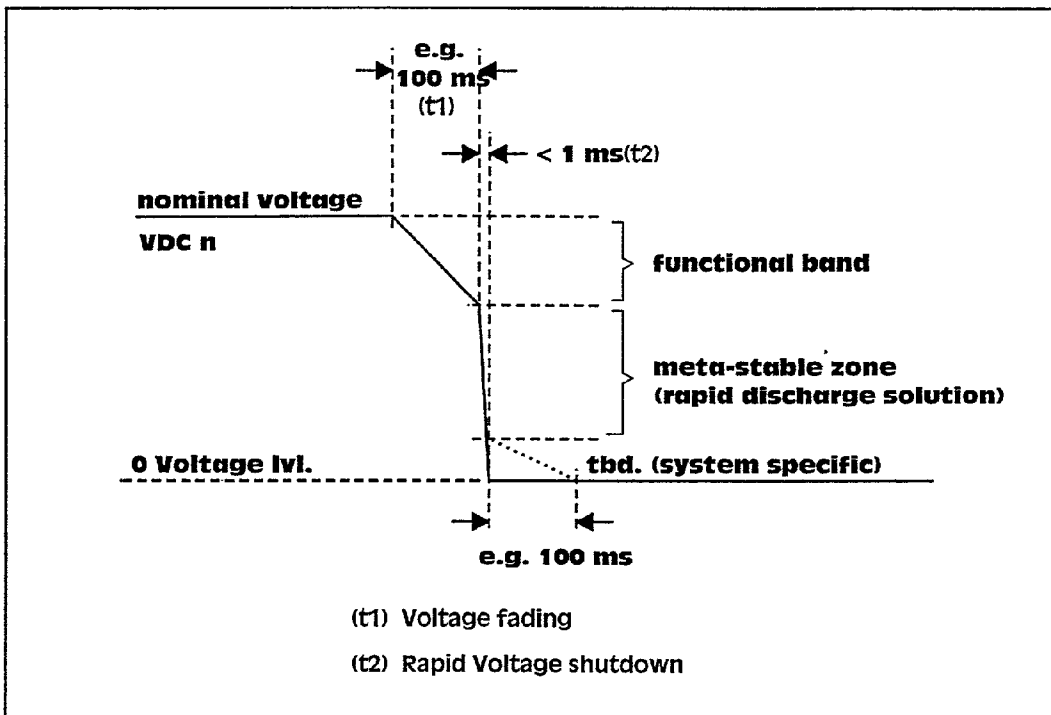 e.g.
100 ms
(t1)
< 1 ms(t2)
nominal voltage
VDC n
functional band
meta-stable zone
(rapid discharge solution)
0 Voltage lvl.
tbd. (system specific)
e.g. 100 ms
(t1) Voltage fading
(t2) Rapid Voltage shutdown